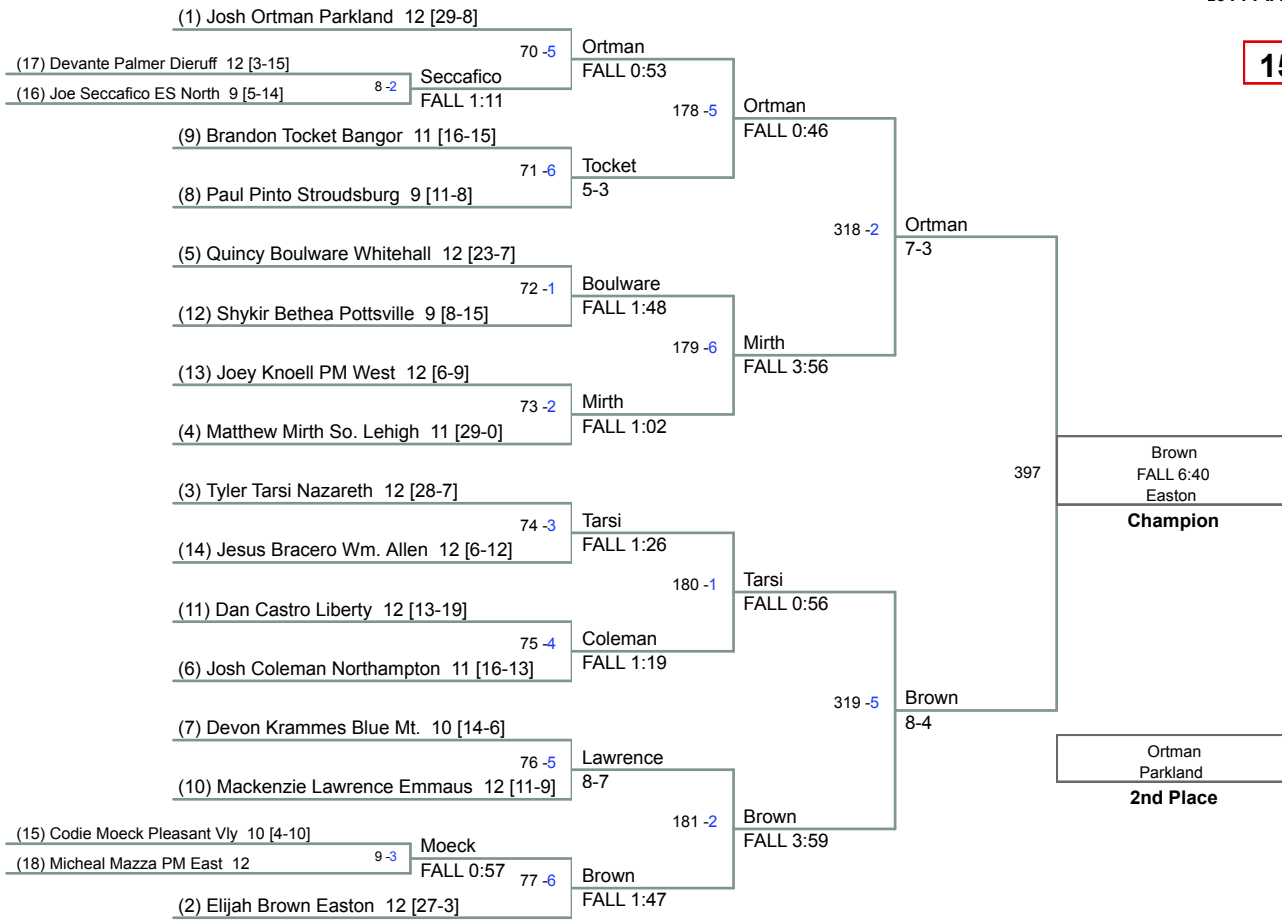 (1) Josh Ortman Parkland 12 [29-8]
70 -5
Ortman
FALL 0:53
(17) Devante Palmer Dieruff 12 [3-15]
8 -2
Seccafico
FALL 1:11
(16) Joe Seccafico ES North 9 [5-14]
15
178 -5
Ortman
FALL 0:46
(9) Brandon Tocket Bangor 11 [16-15]
71 -6
Tocket
5-3
(8) Paul Pinto Stroudsburg 9 [11-8]
318 -2
Ortman
7-3
(5) Quincy Boulware Whitehall 12 [23-7]
72 -1
Boulware
FALL 1:48
(12) Shykir Bethea Pottsville 9 [8-15]
179 -6
Mirth
FALL 3:56
(13) Joey Knoell PM West 12 [6-9]
73 -2
Mirth
FALL 1:02
(4) Matthew Mirth So. Lehigh 11 [29-0]
397
Brown
FALL 6:40
Easton
Champion
(3) Tyler Tarsi Nazareth 12 [28-7]
74 -3
Tarsi
FALL 1:26
(14) Jesus Bracero Wm. Allen 12 [6-12]
180 -1
Tarsi
FALL 0:56
(11) Dan Castro Liberty 12 [13-19]
75 -4
Coleman
FALL 1:19
(6) Josh Coleman Northampton 11 [16-13]
319 -5
Brown
8-4
(7) Devon Krammes Blue Mt. 10 [14-6]
76 -5
Lawrence
8-7
(10) Mackenzie Lawrence Emmaus 12 [11-9]
Ortman
Parkland
2nd Place
181 -2
Brown
FALL 3:59
(15) Codie Moeck Pleasant Vly 10 [4-10]
9 -3
Moeck
FALL 0:57
(18) Micheal Mazza PM East 12
77 -6
Brown
FALL 1:47
(2) Elijah Brown Easton 12 [27-3]